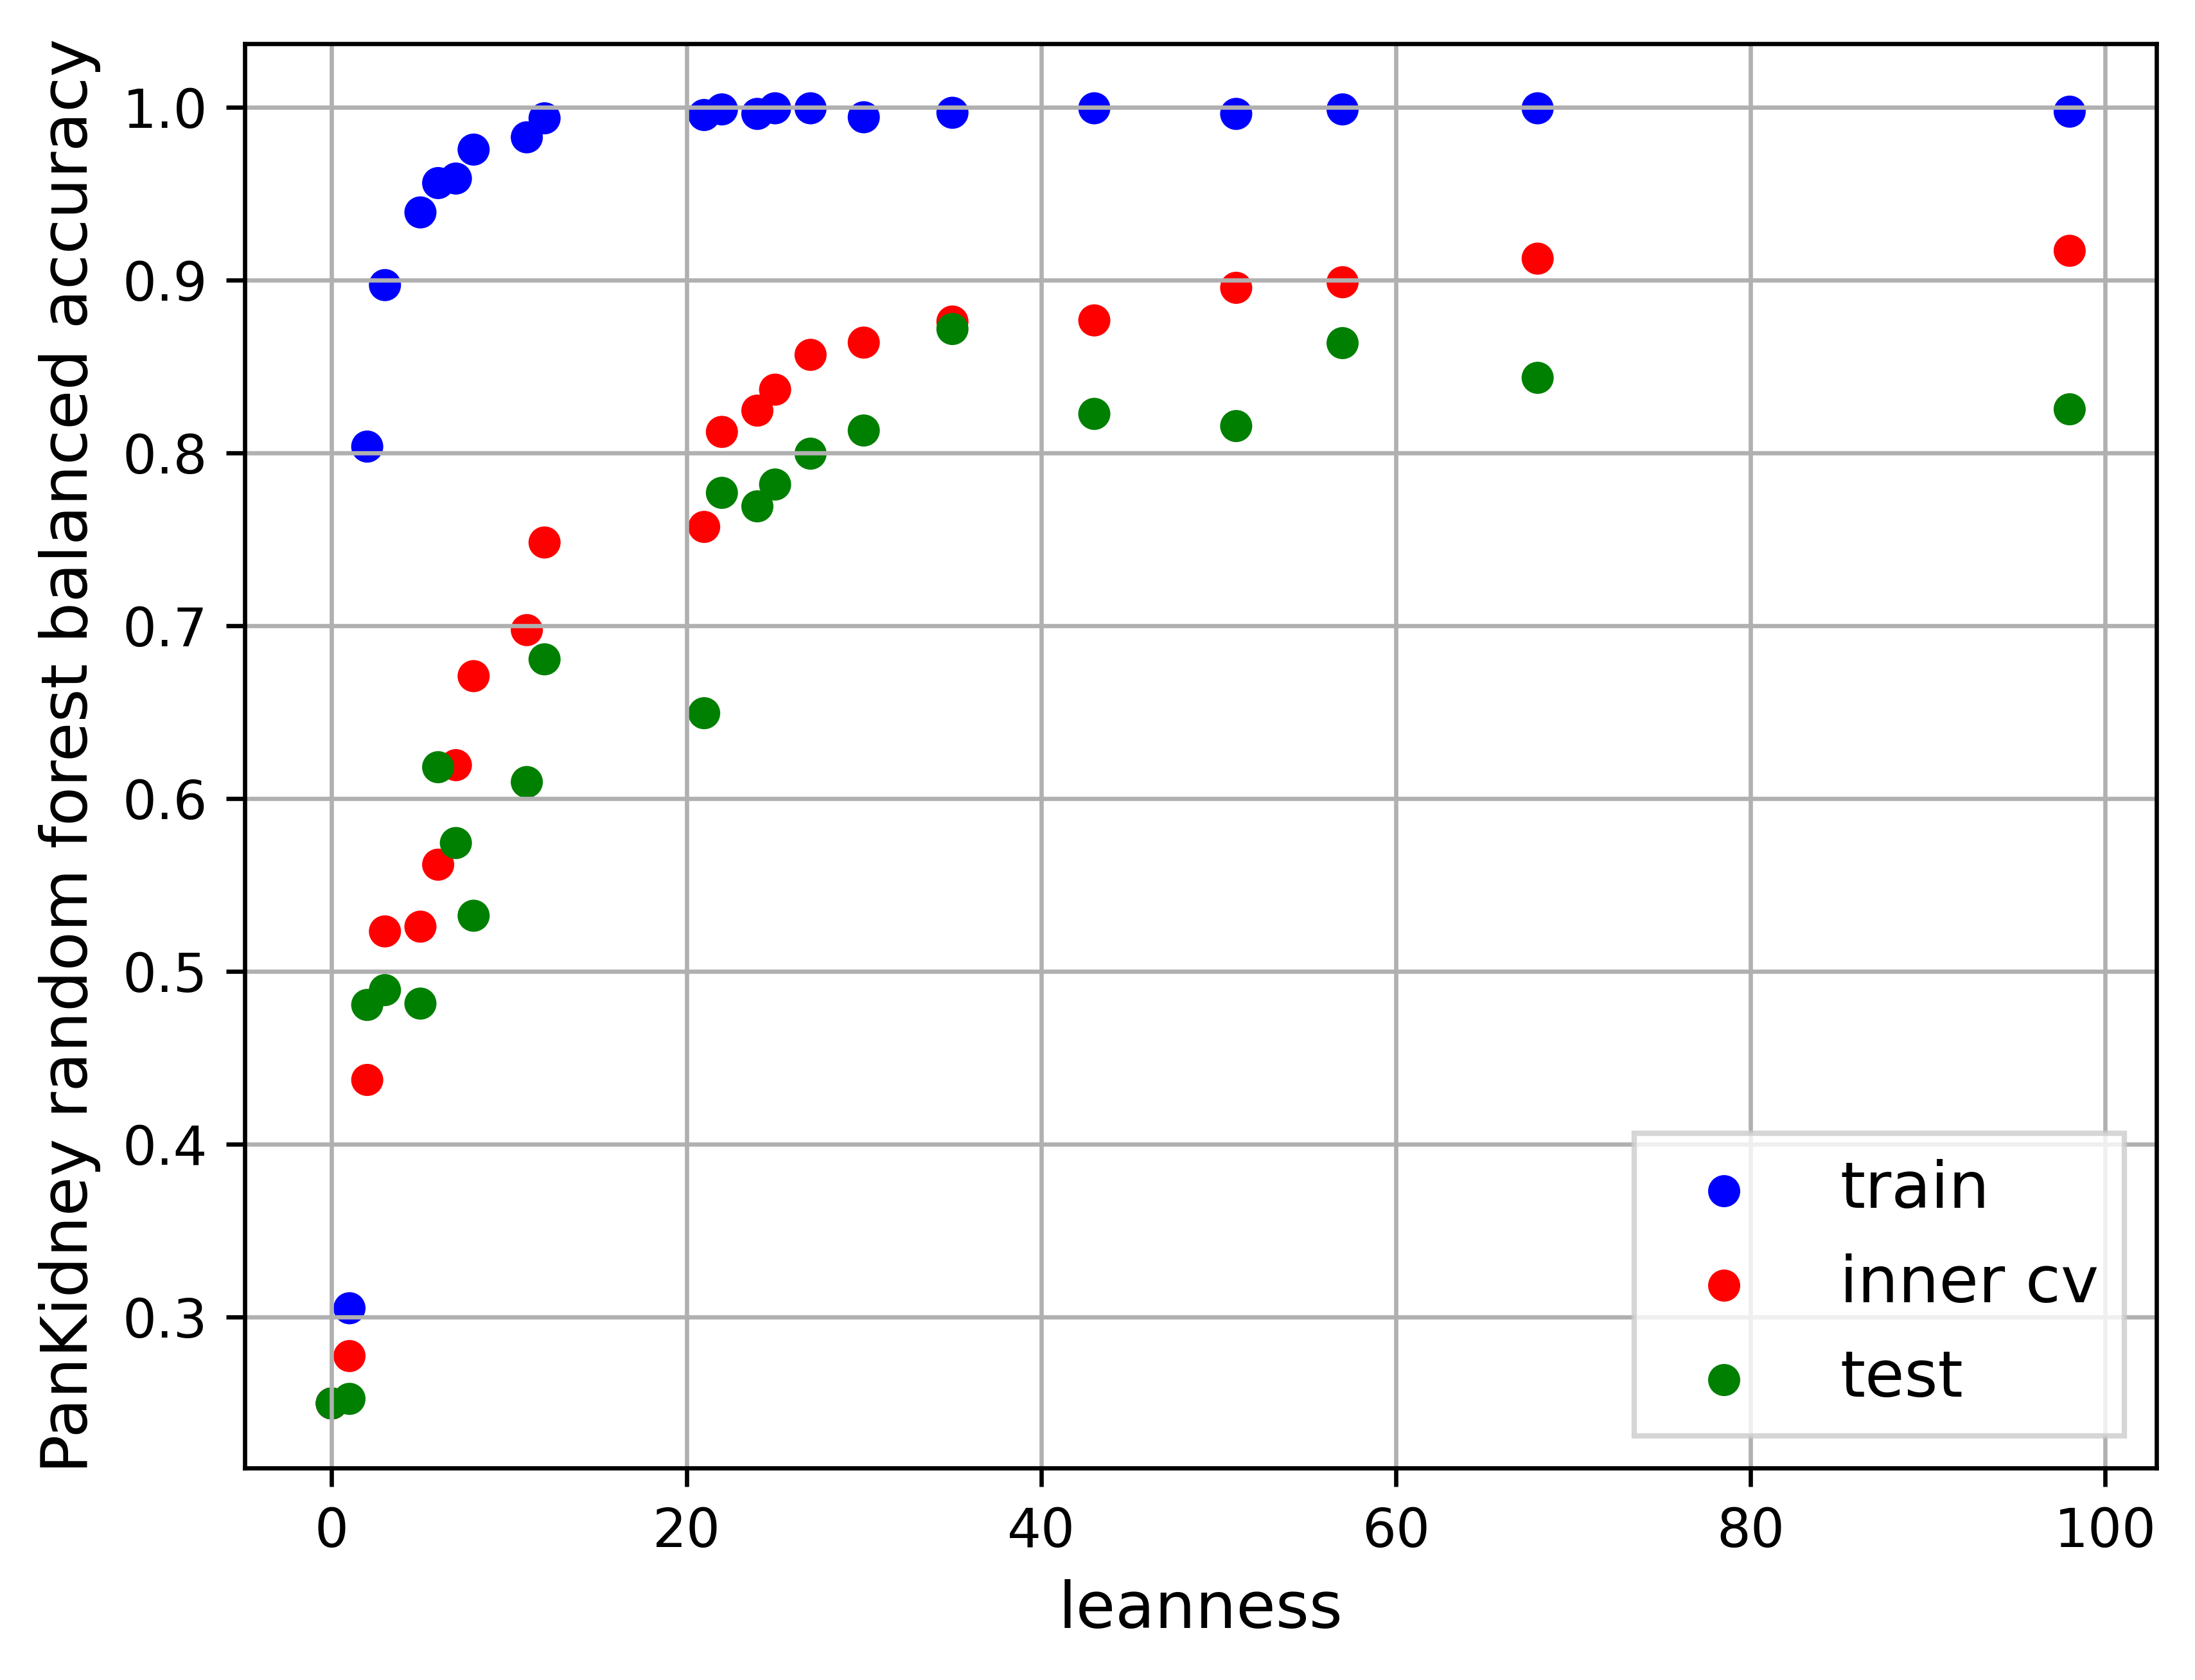 PanKidney random forest balanced accuracy
1.0
0.9
0.8
0.7
0.6
0.5
0.4
0.3
train
inner cv
test
0 20 40 60 80 100
leanness